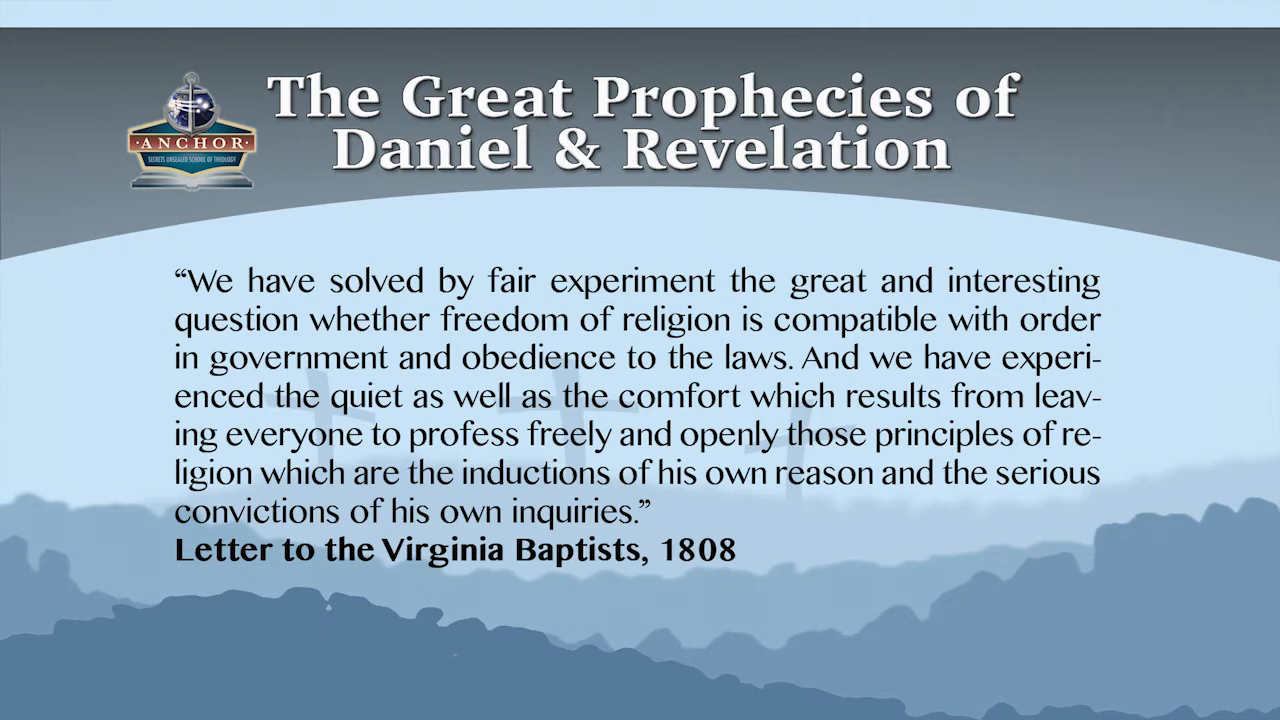 The Great Prophecies of
Daniel & Revelation
·ANCHOR·
SECRETS UNSEALED SCHOOL OF THEOLOGY
“We have solved by fair experiment the great and interesting
question whether freedom of religion is compatible with order
in government and obedience to the laws. And we have experi-
enced the quiet as well as the comfort which results from leav-
ing everyone to profess freely and openly those principles of re-
ligion which are the inductions of his own reason and the serious
convictions of his own inquiries.”
Letter to the Virginia Baptists, 1808